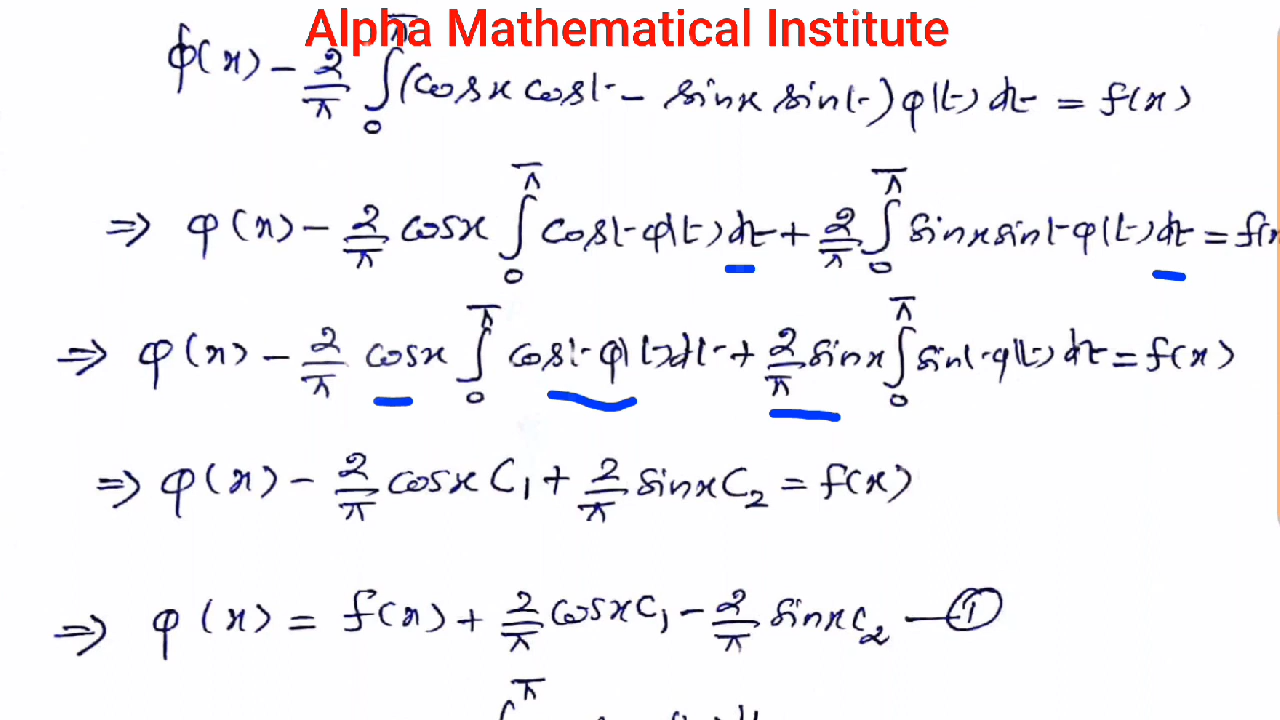 Alpha Mathematical Institute
φ(x) - 2/π ∫₀^π (cosx cost - sinx sint) φ(t) dt = f(x)
⇒ φ(x) - 2/π cosx ∫₀^π cost φ(t) dt + 2/π ∫₀^π sinx sint φ(t) dt = f(x
⇒ φ(x) - 2/π cosx ∫₀^π cost φ(t) dt + 2/π sinx ∫₀^π sint φ(t) dt = f(x)
⇒ φ(x) - 2/π cosx C₁ + 2/π sinx C₂ = f(x)
⇒ φ(x) = f(x) + 2/π cosx C₁ - 2/π sinx C₂ — ①